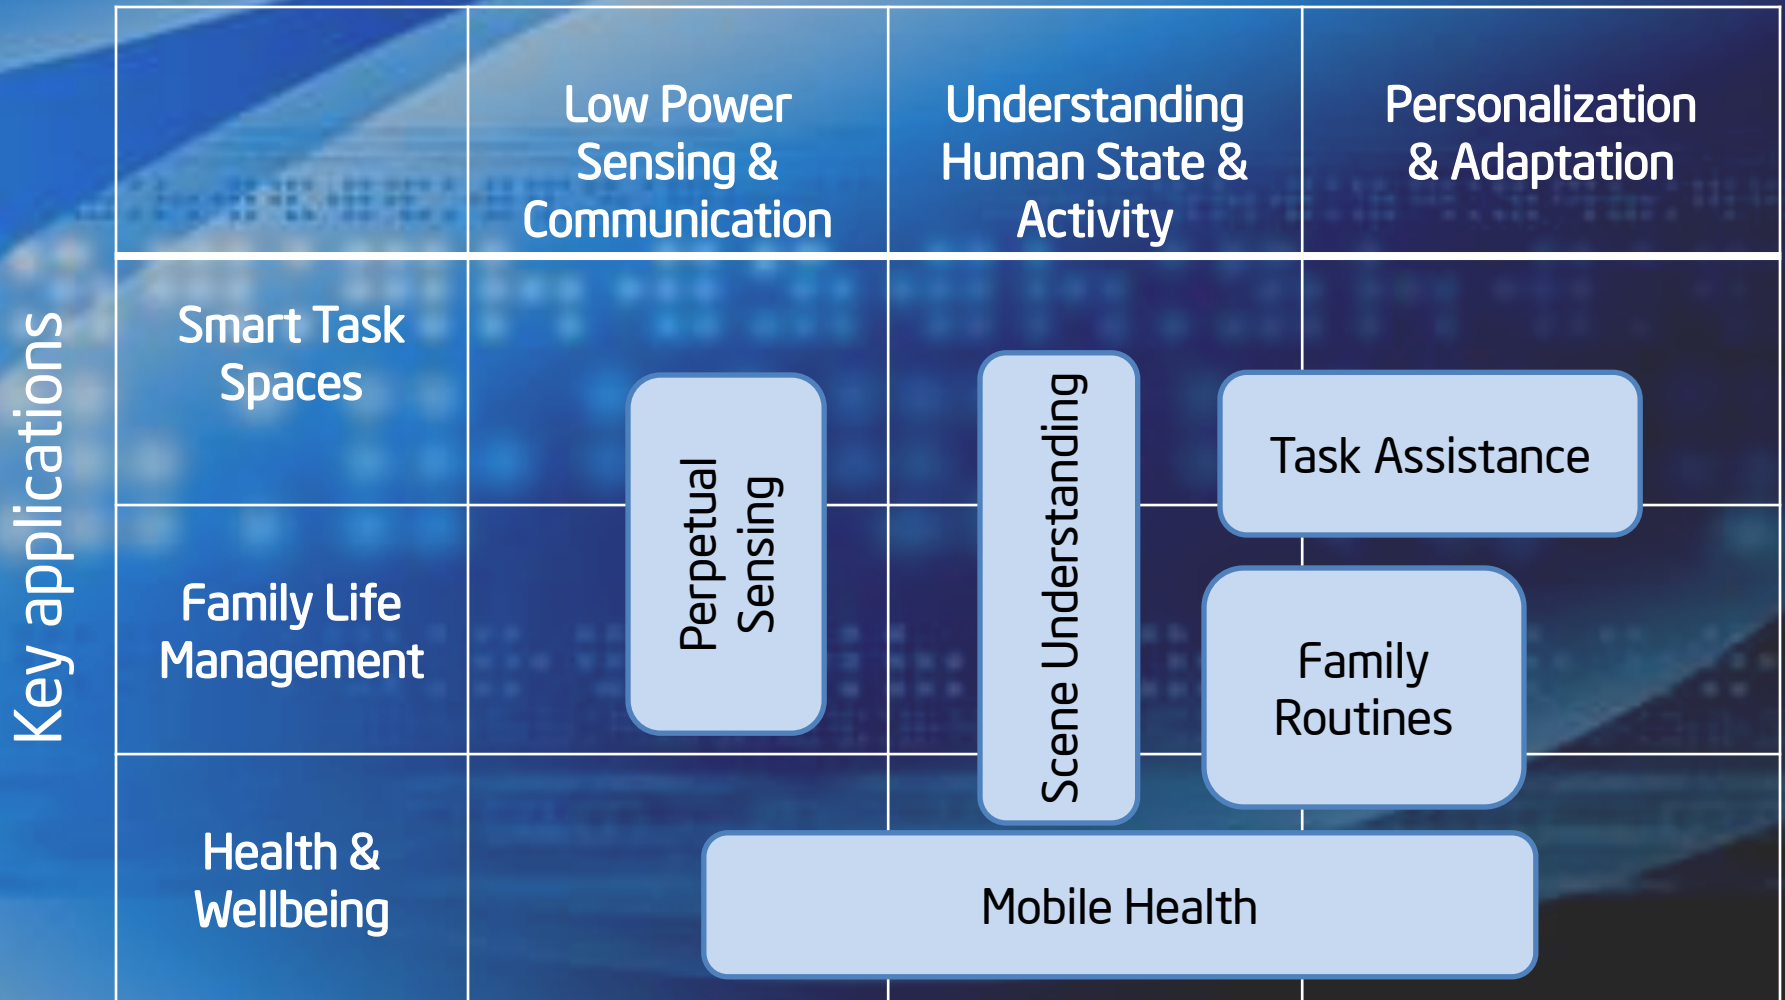 Low Power
Sensing &
Communication
Understanding
Human State &
Activity
Personalization
& Adaptation
Key applications
Smart Task
Spaces
Family Life
Management
Health &
Wellbeing
Perpetual
Sensing
Scene Understanding
Task Assistance
Family
Routines
Mobile Health